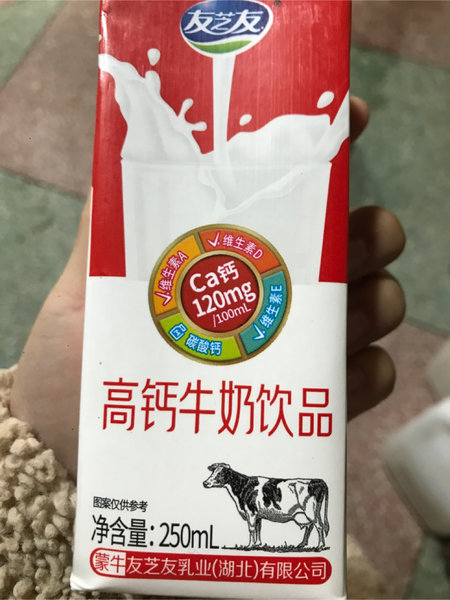 友芝友
维生素A
维生素D
Ca钙
120mg
/100mL
维生素E
碳酸钙
高钙牛奶饮品
图案仅供参考
净含量：250mL
蒙牛友芝友乳业(湖北)有限公司